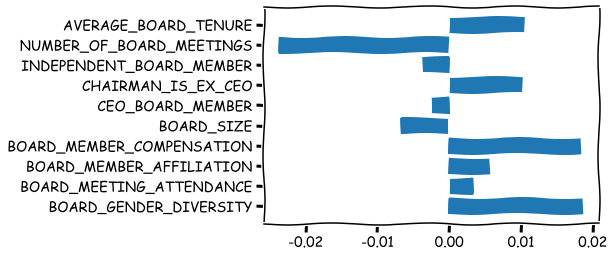 AVERAGE_BOARD_TENURE
NUMBER_OF_BOARD_MEETINGS
INDEPENDENT_BOARD_MEMBER
CHAIRMAN_IS_EX_CEO
CEO_BOARD_MEMBER
BOARD_SIZE
BOARD_MEMBER_COMPENSATION
BOARD_MEMBER_AFFILIATION
BOARD_MEETING_ATTENDANCE
BOARD_GENDER_DIVERSITY
-0.02 -0.01 0.00 0.01 0.02